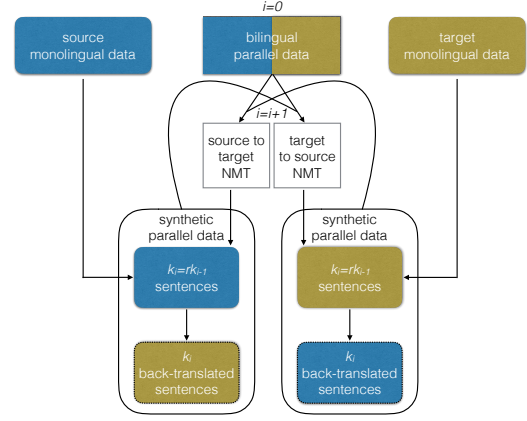 i=0
source
monolingual data
bilingual
parallel data
target
monolingual data
i=i+1
source to
target
NMT
target
to source
NMT
synthetic
parallel data
synthetic
parallel data
kᵢ=rkᵢ₋₁
sentences
kᵢ=rkᵢ₋₁
sentences
kᵢ
back-translated
sentences
kᵢ
back-translated
sentences